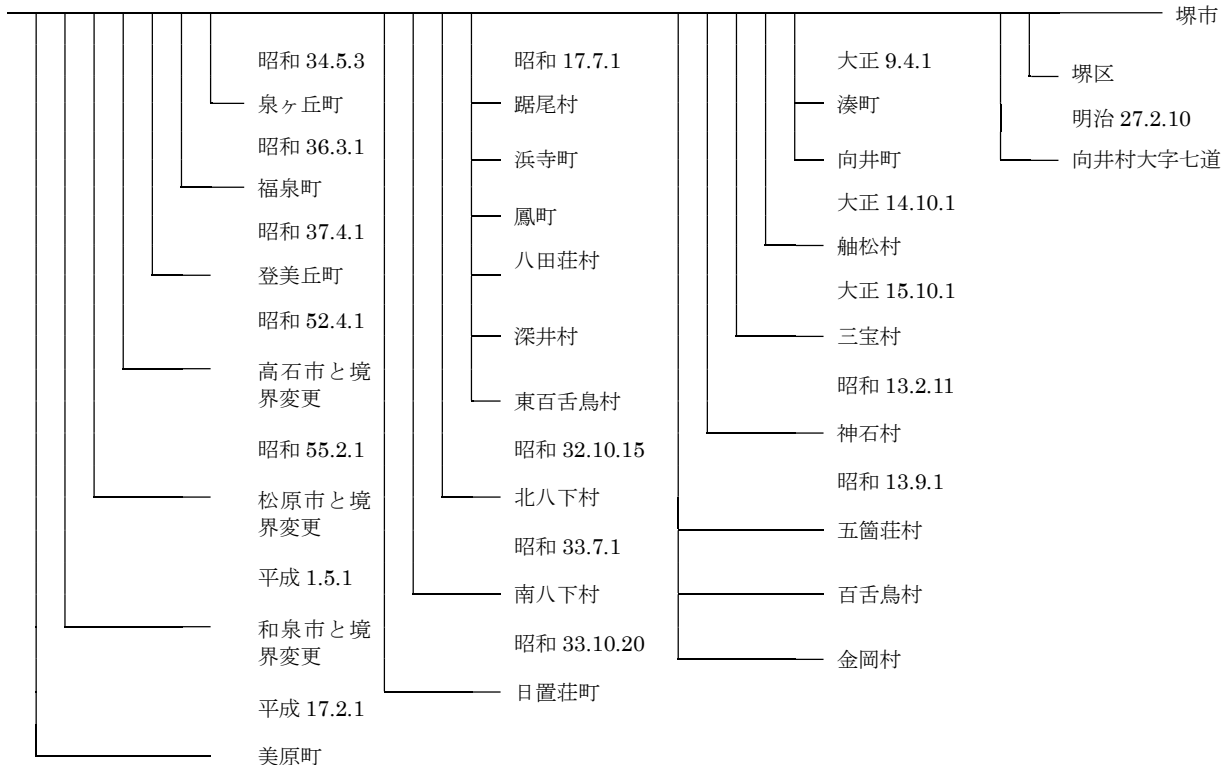 堺市
堺区
明治 27.2.10
向井村大字七道
大正 9.4.1
湊町
向井町
大正 14.10.1
舳松村
大正 15.10.1
三宝村
昭和 13.2.11
神石村
昭和 13.9.1
五箇荘村
百舌鳥村
金岡村
昭和 17.7.1
踞尾村
浜寺町
鳳町
八田荘村
深井村
東百舌鳥村
昭和 32.10.15
北八下村
昭和 33.7.1
南八下村
昭和 33.10.20
日置荘町
昭和 34.5.3
泉ヶ丘町
昭和 36.3.1
福泉町
昭和 37.4.1
登美丘町
昭和 52.4.1
高石市と境
界変更
昭和 55.2.1
松原市と境
界変更
平成 1.5.1
和泉市と境
界変更
平成 17.2.1
美原町